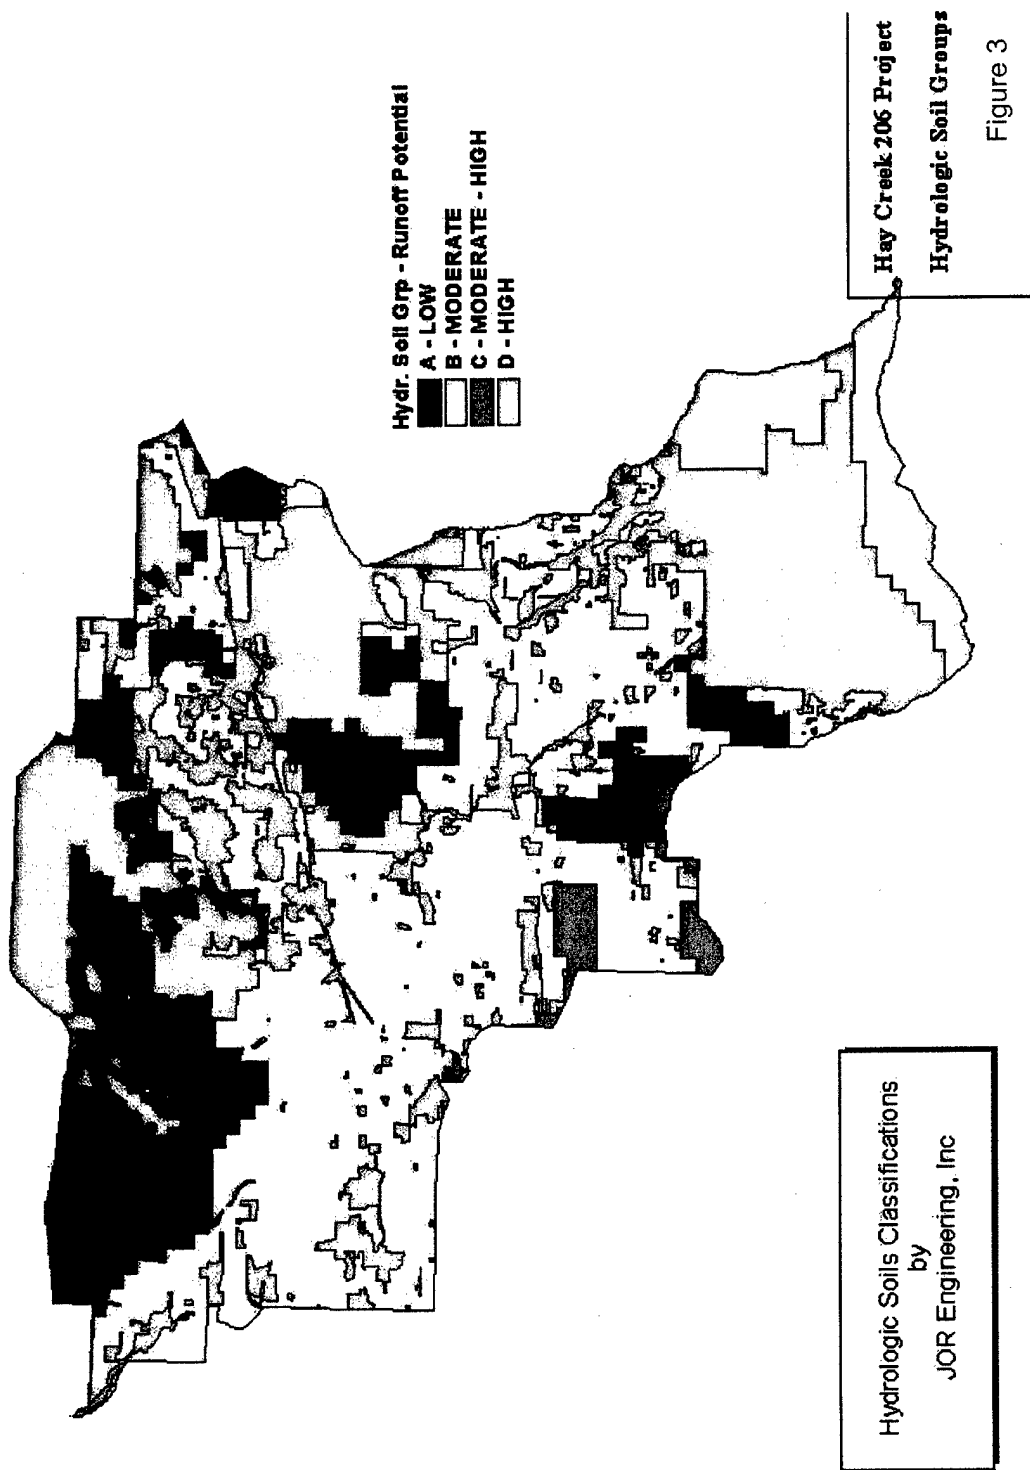 Hydr. Soil Grp - Runoff Potential
A - LOW
B - MODERATE
C - MODERATE - HIGH
D - HIGH
Hay Creek 206 Project
Hydrologic Soil Groups
Figure 3
Hydrologic Soils Classifications
by
JOR Engineering, Inc